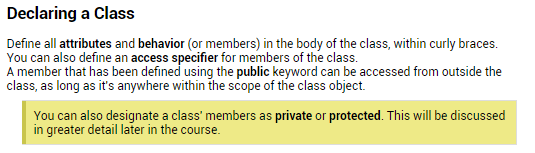 Declaring a Class
Define all attributes and behavior (or members) in the body of the class, within curly braces.
You can also define an access specifier for members of the class.
A member that has been defined using the public keyword can be accessed from outside the
class, as long as it's anywhere within the scope of the class object.
You can also designate a class' members as private or protected. This will be discussed
in greater detail later in the course.